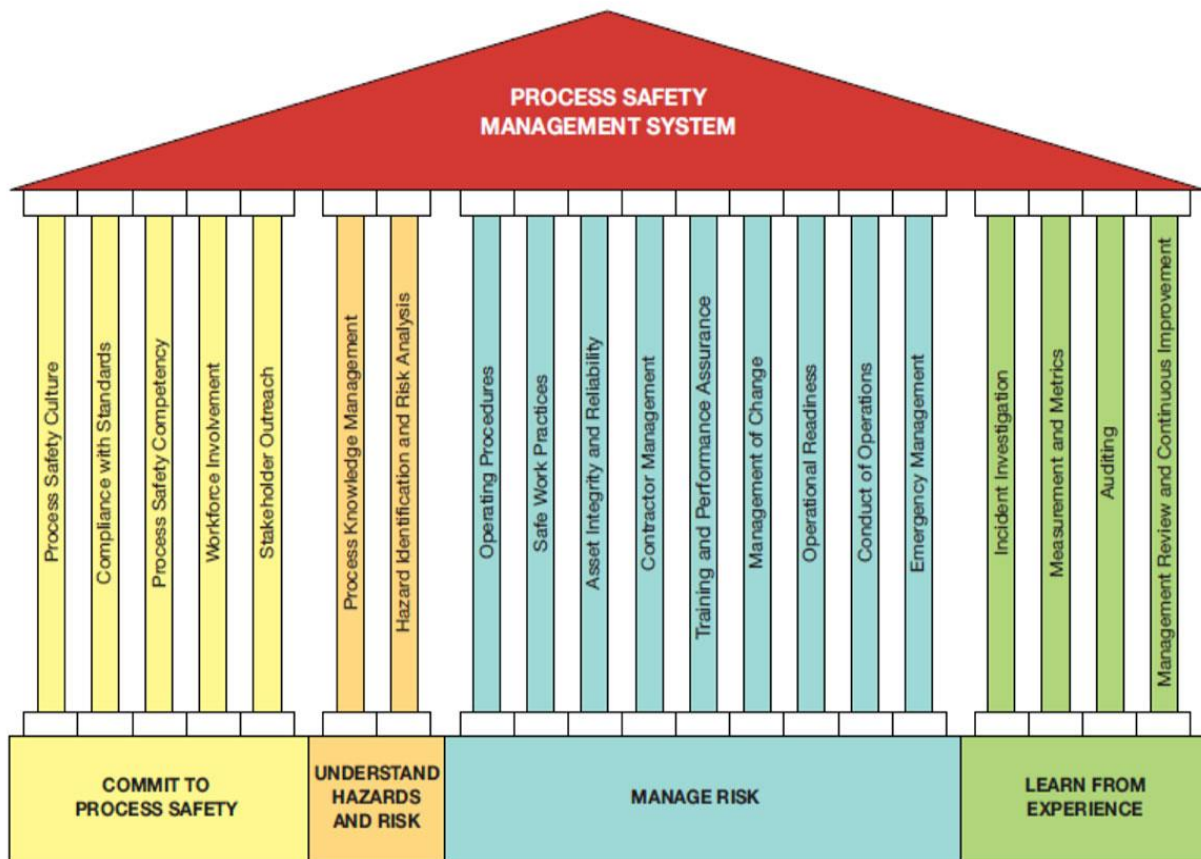 PROCESS SAFETY
MANAGEMENT SYSTEM
Process Safety Culture
Compliance with Standards
Process Safety Competency
Workforce Involvement
Stakeholder Outreach
Process Knowledge Management
Hazard Identification and Risk Analysis
Operating Procedures
Safe Work Practices
Asset Integrity and Reliability
Contractor Management
Training and Performance Assurance
Management of Change
Operational Readiness
Conduct of Operations
Emergency Management
Incident Investigation
Measurement and Metrics
Auditing
Management Review and Continuous Improvement
COMMIT TO
PROCESS SAFETY
UNDERSTAND
HAZARDS
AND RISK
MANAGE RISK
LEARN FROM
EXPERIENCE